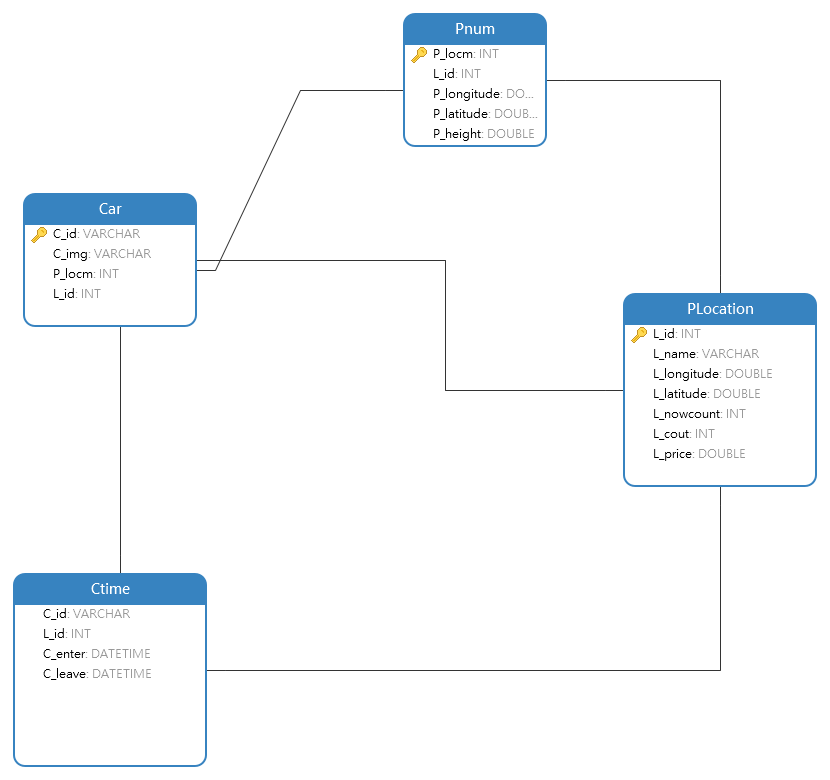 Pnum
P_locm: INT
L_id: INT
P_longitude: DO...
P_latitude: DOUB...
P_height: DOUBLE
Car
C_id: VARCHAR
C_img: VARCHAR
P_locm: INT
L_id: INT
PLocation
L_id: INT
L_name: VARCHAR
L_longitude: DOUBLE
L_latitude: DOUBLE
L_nowcount: INT
L_cout: INT
L_price: DOUBLE
Ctime
C_id: VARCHAR
L_id: INT
C_enter: DATETIME
C_leave: DATETIME